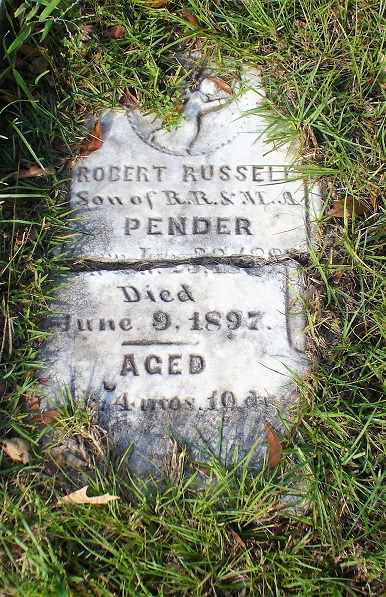 ROBERT RUSSELL
Son of R.R. & M.A.
PENDER
Died
June 9, 1897.
AGED
4 mos. 10 ds